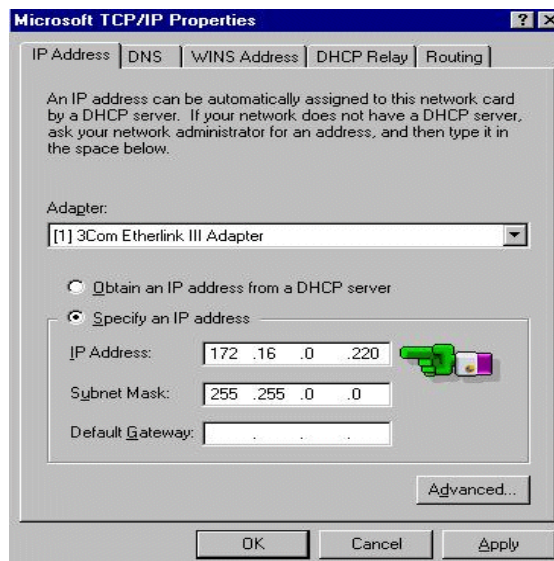 Microsoft TCP/IP Properties
IP Address DNS WINS Address DHCP Relay Routing
An IP address can be automatically assigned to this network card
by a DHCP server. If your network does not have a DHCP server,
ask your network administrator for an address, and then type it in
the space below.
Adapter:
[1] 3Com Etherlink III Adapter
Obtain an IP address from a DHCP server
Specify an IP address
IP Address: 172 .16 .0 .220
Subnet Mask: 255 .255 .0 .0
Default Gateway: . . .
Advanced...
OK Cancel Apply